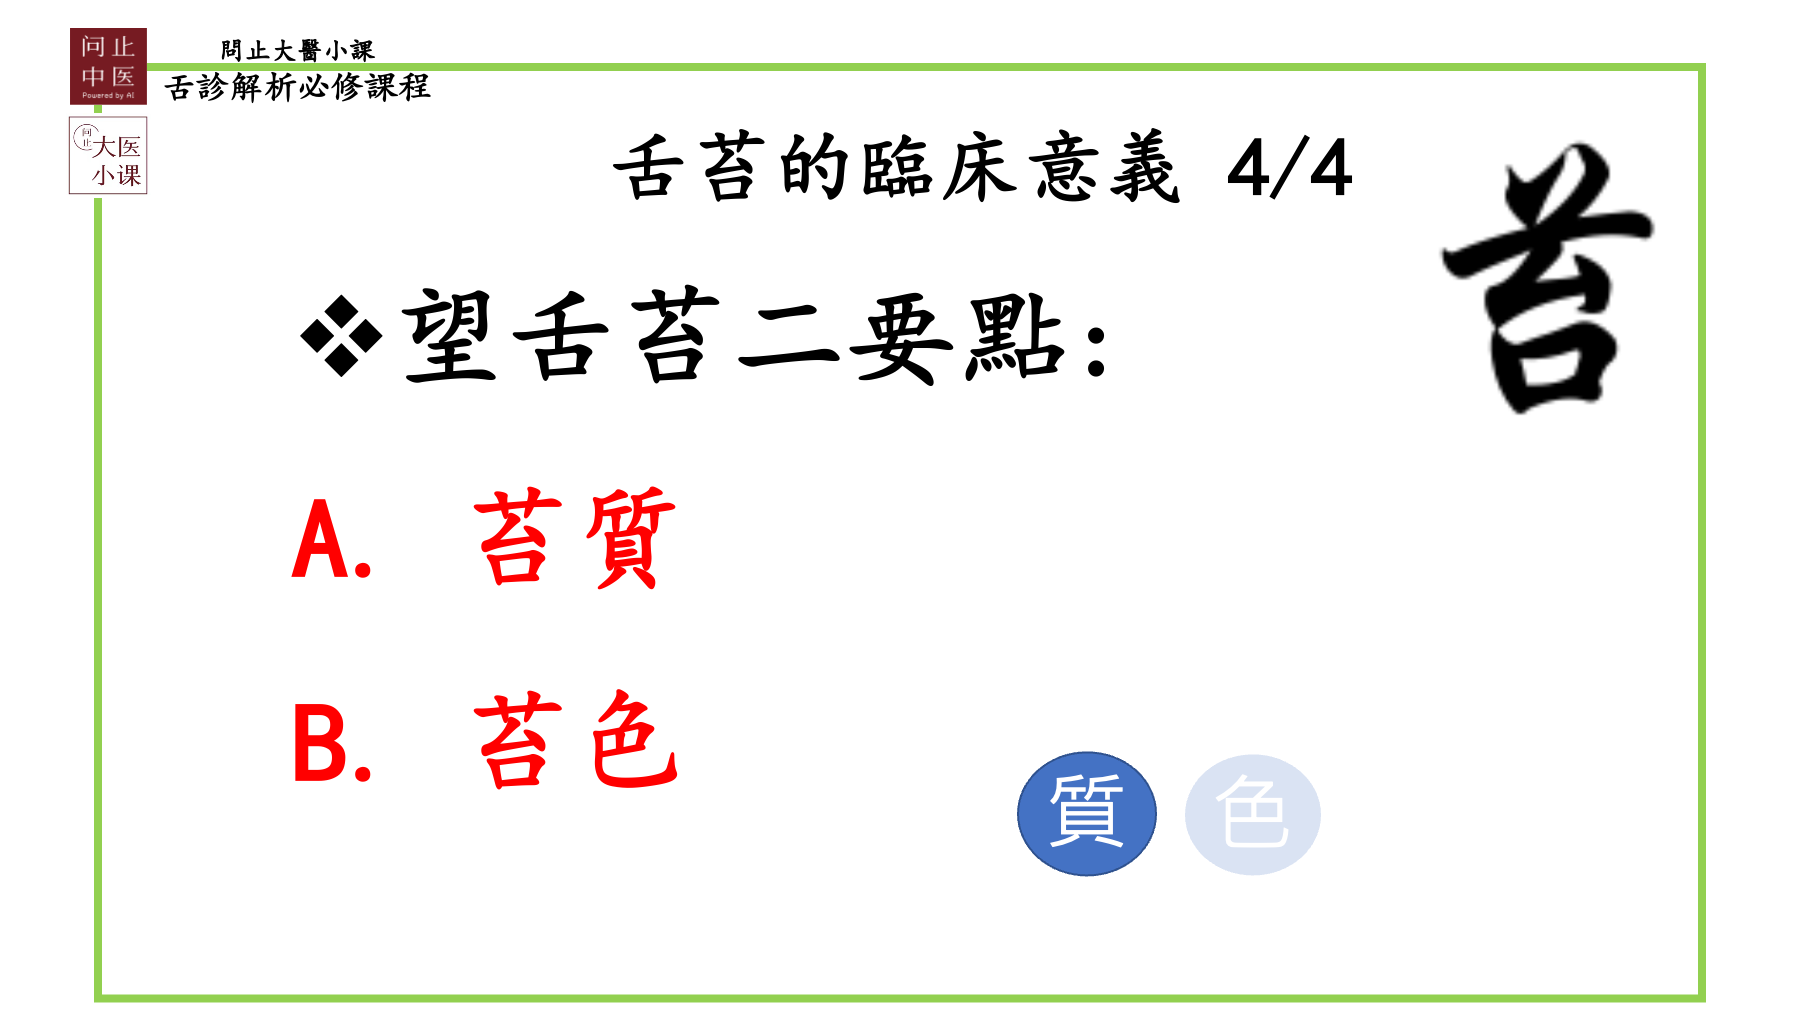 问止
中医
Powered by AI
問止大醫小課
舌診解析必修課程
问止
大医
小课
舌苔的臨床意義 4/4
苔
❖望舌苔二要點:
A. 苔質
B. 苔色
質 色